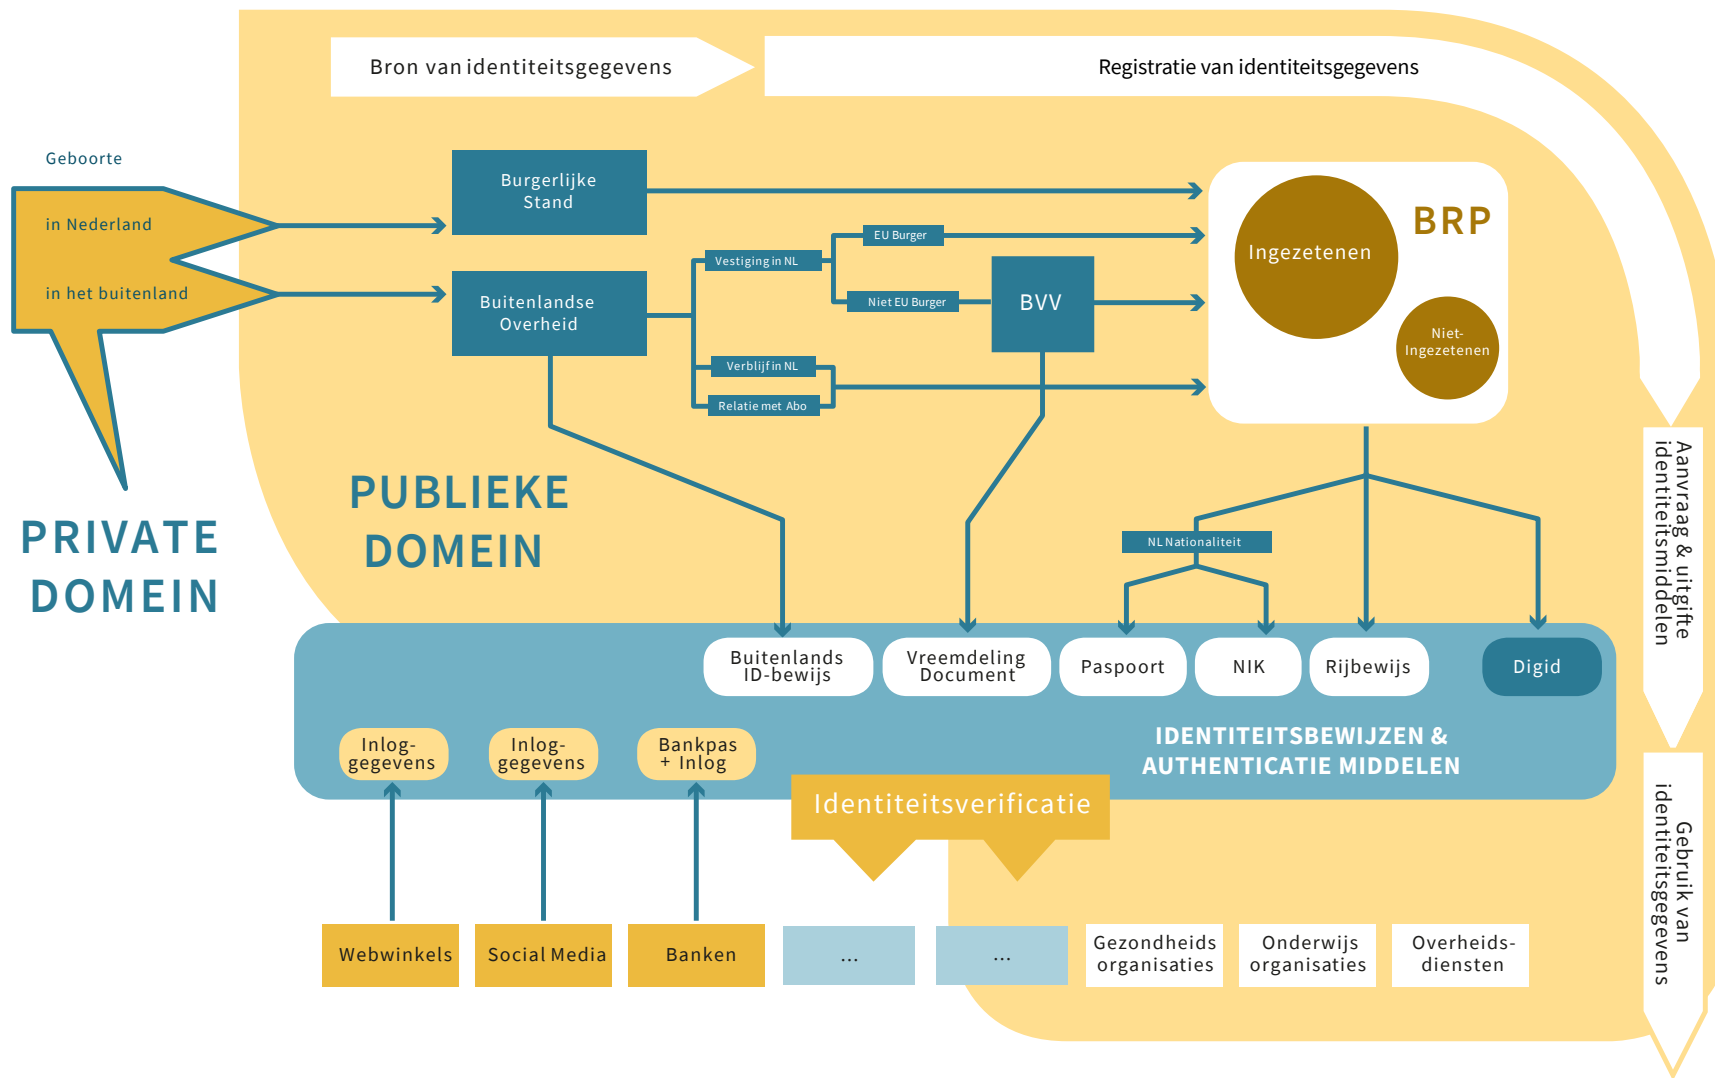 Bron van identiteitsgegevens
Registratie van identiteitsgegevens
Geboorte
in Nederland
in het buitenland
Burgerlijke
Stand
Buitenlandse
Overheid
Vestiging in NL
EU Burger
Niet EU Burger
BVV
Verblijf in NL
Relatie met Abo
BRP
Ingezetenen
Niet-
Ingezetenen
PRIVATE
DOMEIN
PUBLIEKE
DOMEIN
NL Nationaliteit
Aanvraag & uitgifte
identiteitsmiddelen
Buitenlands
ID-bewijs
Vreemdeling
Document
Paspoort
NIK
Rijbewijs
Digid
Inlog-
gegevens
Inlog-
gegevens
Bankpas
+ Inlog
IDENTITEITSBEWIJZEN &
AUTHENTICATIE MIDDELEN
Identiteitsverificatie
Gebruik van
identiteitsgegevens
Webwinkels
Social Media
Banken
...
...
Gezondheids
organisaties
Onderwijs
organisaties
Overheids-
diensten